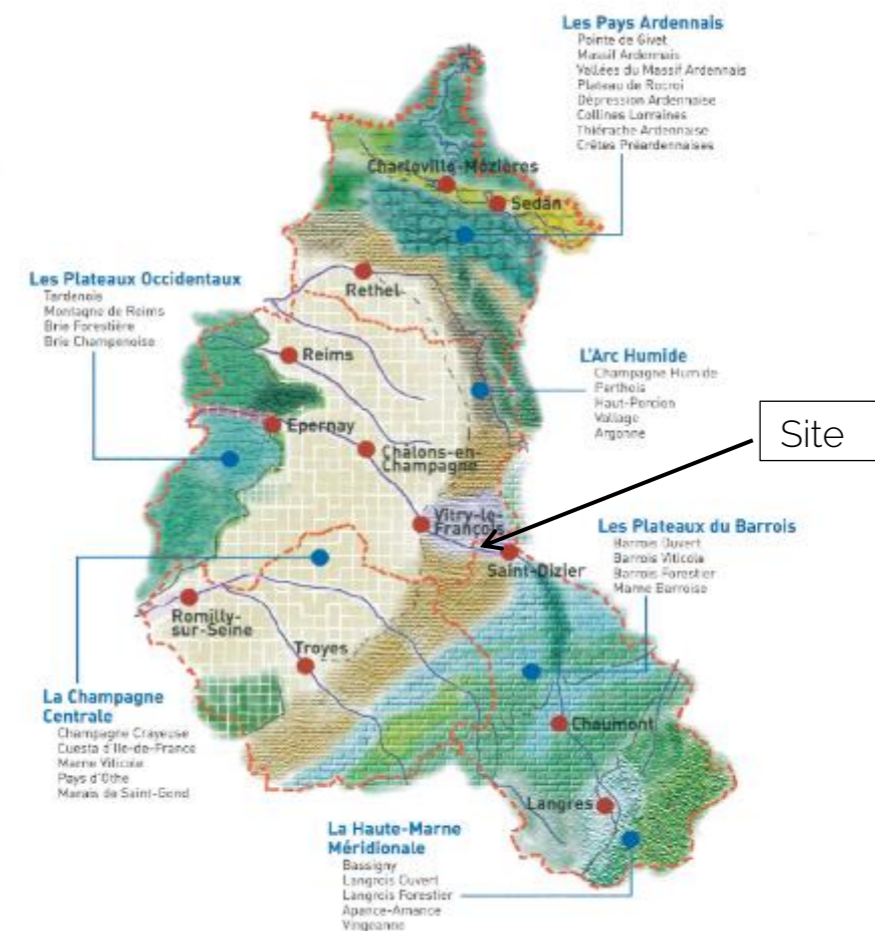 Les Pays Ardennais
Pointe de Givet
Massif Ardennais
Vallées du Massif Ardennais
Plateau de Rocroi
Dépression Ardennaise
Collines Lorraines
Thiérache Ardennaise
Crêtes Préardennaises
Charleville-Mézières
Sedan
Rethel
Les Plateaux Occidentaux
Tardenois
Montagne de Reims
Brie Forestière
Brie Champenoise
Reims
L'Arc Humide
Champagne Humide
Perthois
Haut-Porcien
Vallage
Argonne
Epernay
Châlons-en-
Champagne
Site
Vitry-le-
François
Saint-Dizier
Les Plateaux du Barrois
Barrois Ouvert
Barrois Viticole
Barrois Forestier
Marne Barroise
Romilly-
sur-Seine
Troyes
La Champagne
Centrale
Champagne Crayeuse
Cuesta d'Ile-de-France
Marne Viticole
Pays d'Othe
Marais de Saint-Gond
Chaumont
Langres
La Haute-Marne
Méridionale
Bassigny
Langrois Ouvert
Langrois Forestier
Apance-Amance
Vingeanne